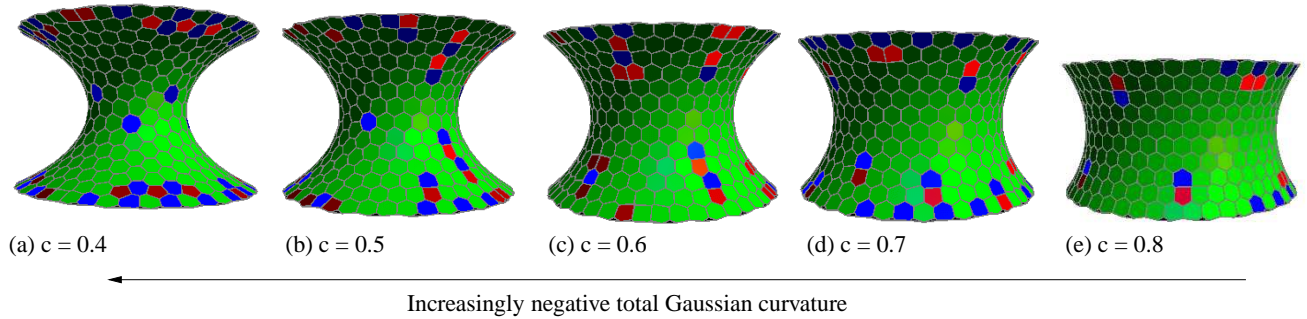 (a) c = 0.4
(b) c = 0.5
(c) c = 0.6
(d) c = 0.7
(e) c = 0.8
Increasingly negative total Gaussian curvature